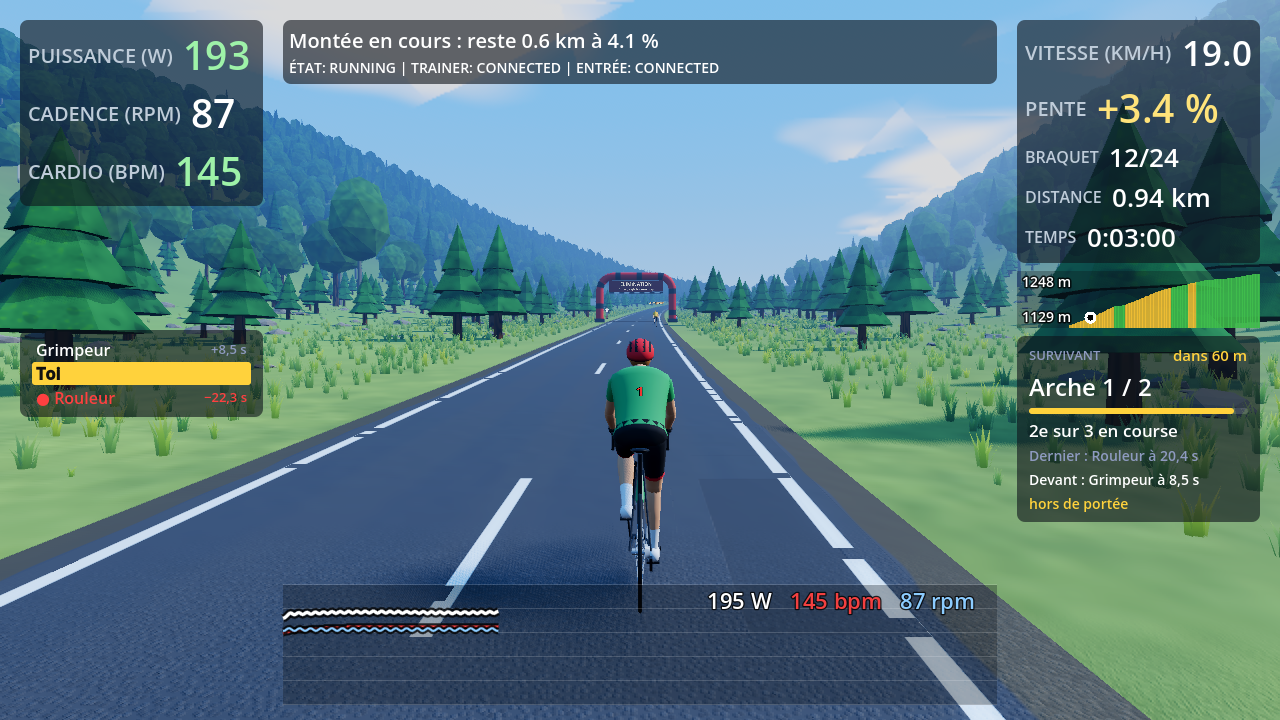 PUISSANCE (W) 193
CADENCE (RPM) 87
CARDIO (BPM) 145
Montée en cours : reste 0.6 km à 4.1 %
ÉTAT: RUNNING | TRAINER: CONNECTED | ENTRÉE: CONNECTED
VITESSE (KM/H) 19.0
PENTE +3.4 %
BRAQUET 12/24
DISTANCE 0.94 km
TEMPS 0:03:00
1248 m
1129 m
Grimpeur +8,5 s
Toi
Rouleur −22,3 s
SURVIVANT dans 60 m
Arche 1 / 2
2e sur 3 en course
Dernier : Rouleur à 20,4 s
Devant : Grimpeur à 8,5 s
hors de portée
ELIMINATION
1
195 W 145 bpm 87 rpm